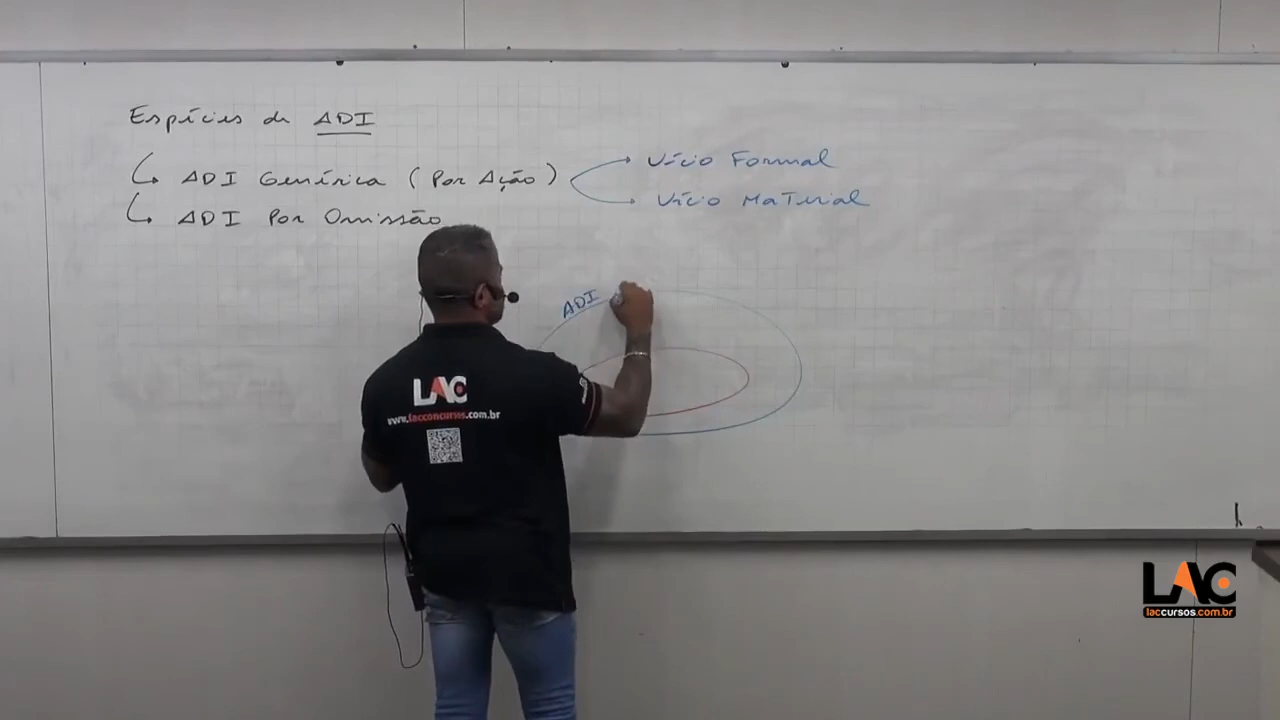 Espécies de ADI
ADI Genérica (Por Ação)
Vício Formal
Vício Material
ADI Por Omissão
ADI
LAC
www.lacconcursos.com.br
LAC
laccursos.com.br